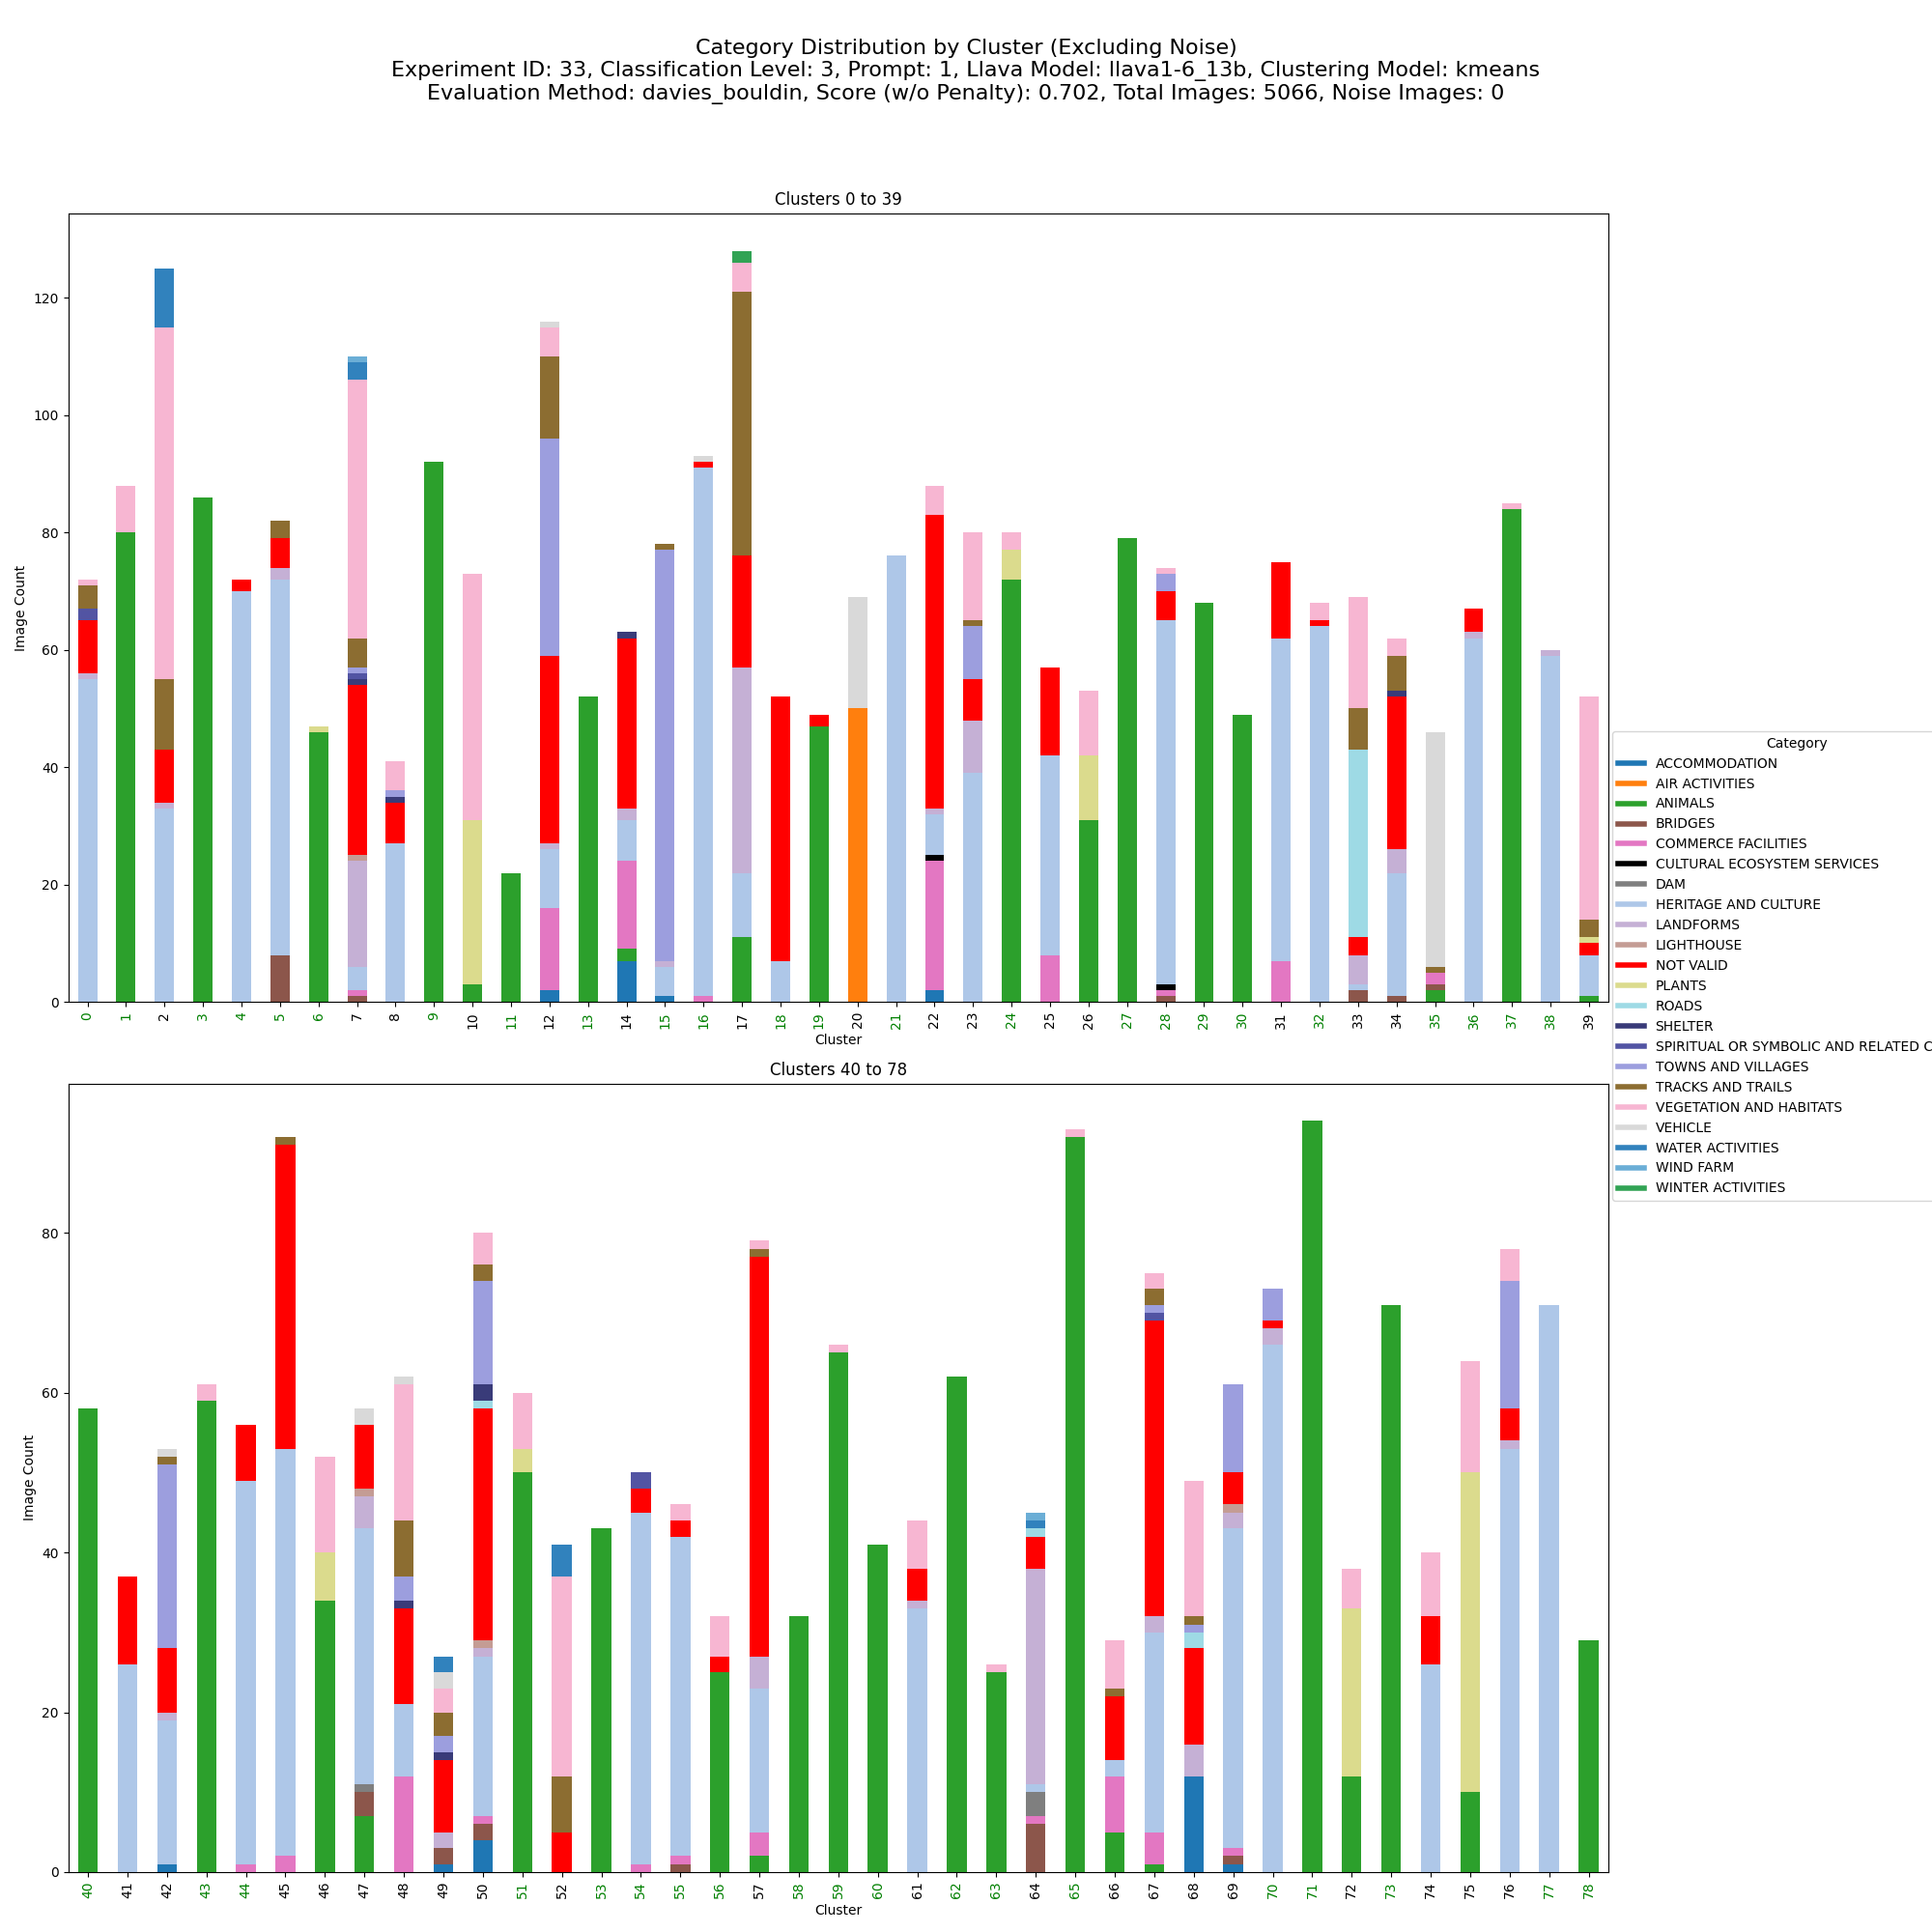 Category Distribution by Cluster (Excluding Noise)
Experiment ID: 33, Classification Level: 3, Prompt: 1, Llava Model: llava1-6_13b, Clustering Model: kmeans
Evaluation Method: davies_bouldin, Score (w/o Penalty): 0.702, Total Images: 5066, Noise Images: 0
Clusters 0 to 39
Image Count
120
100
80
60
40
20
0
0 1 2 3 4 5 6 7 8 9 10 11 12 13 14 15 16 17 18 19 20 21 22 23 24 25 26 27 28 29 30 31 32 33 34 35 36 37 38 39
Cluster
Category
ACCOMMODATION
AIR ACTIVITIES
ANIMALS
BRIDGES
COMMERCE FACILITIES
CULTURAL ECOSYSTEM SERVICES
DAM
HERITAGE AND CULTURE
LANDFORMS
LIGHTHOUSE
NOT VALID
PLANTS
ROADS
SHELTER
SPIRITUAL OR SYMBOLIC AND RELATED C
TOWNS AND VILLAGES
TRACKS AND TRAILS
VEGETATION AND HABITATS
VEHICLE
WATER ACTIVITIES
WIND FARM
WINTER ACTIVITIES
Clusters 40 to 78
Image Count
80
60
40
20
0
40 41 42 43 44 45 46 47 48 49 50 51 52 53 54 55 56 57 58 59 60 61 62 63 64 65 66 67 68 69 70 71 72 73 74 75 76 77 78
Cluster